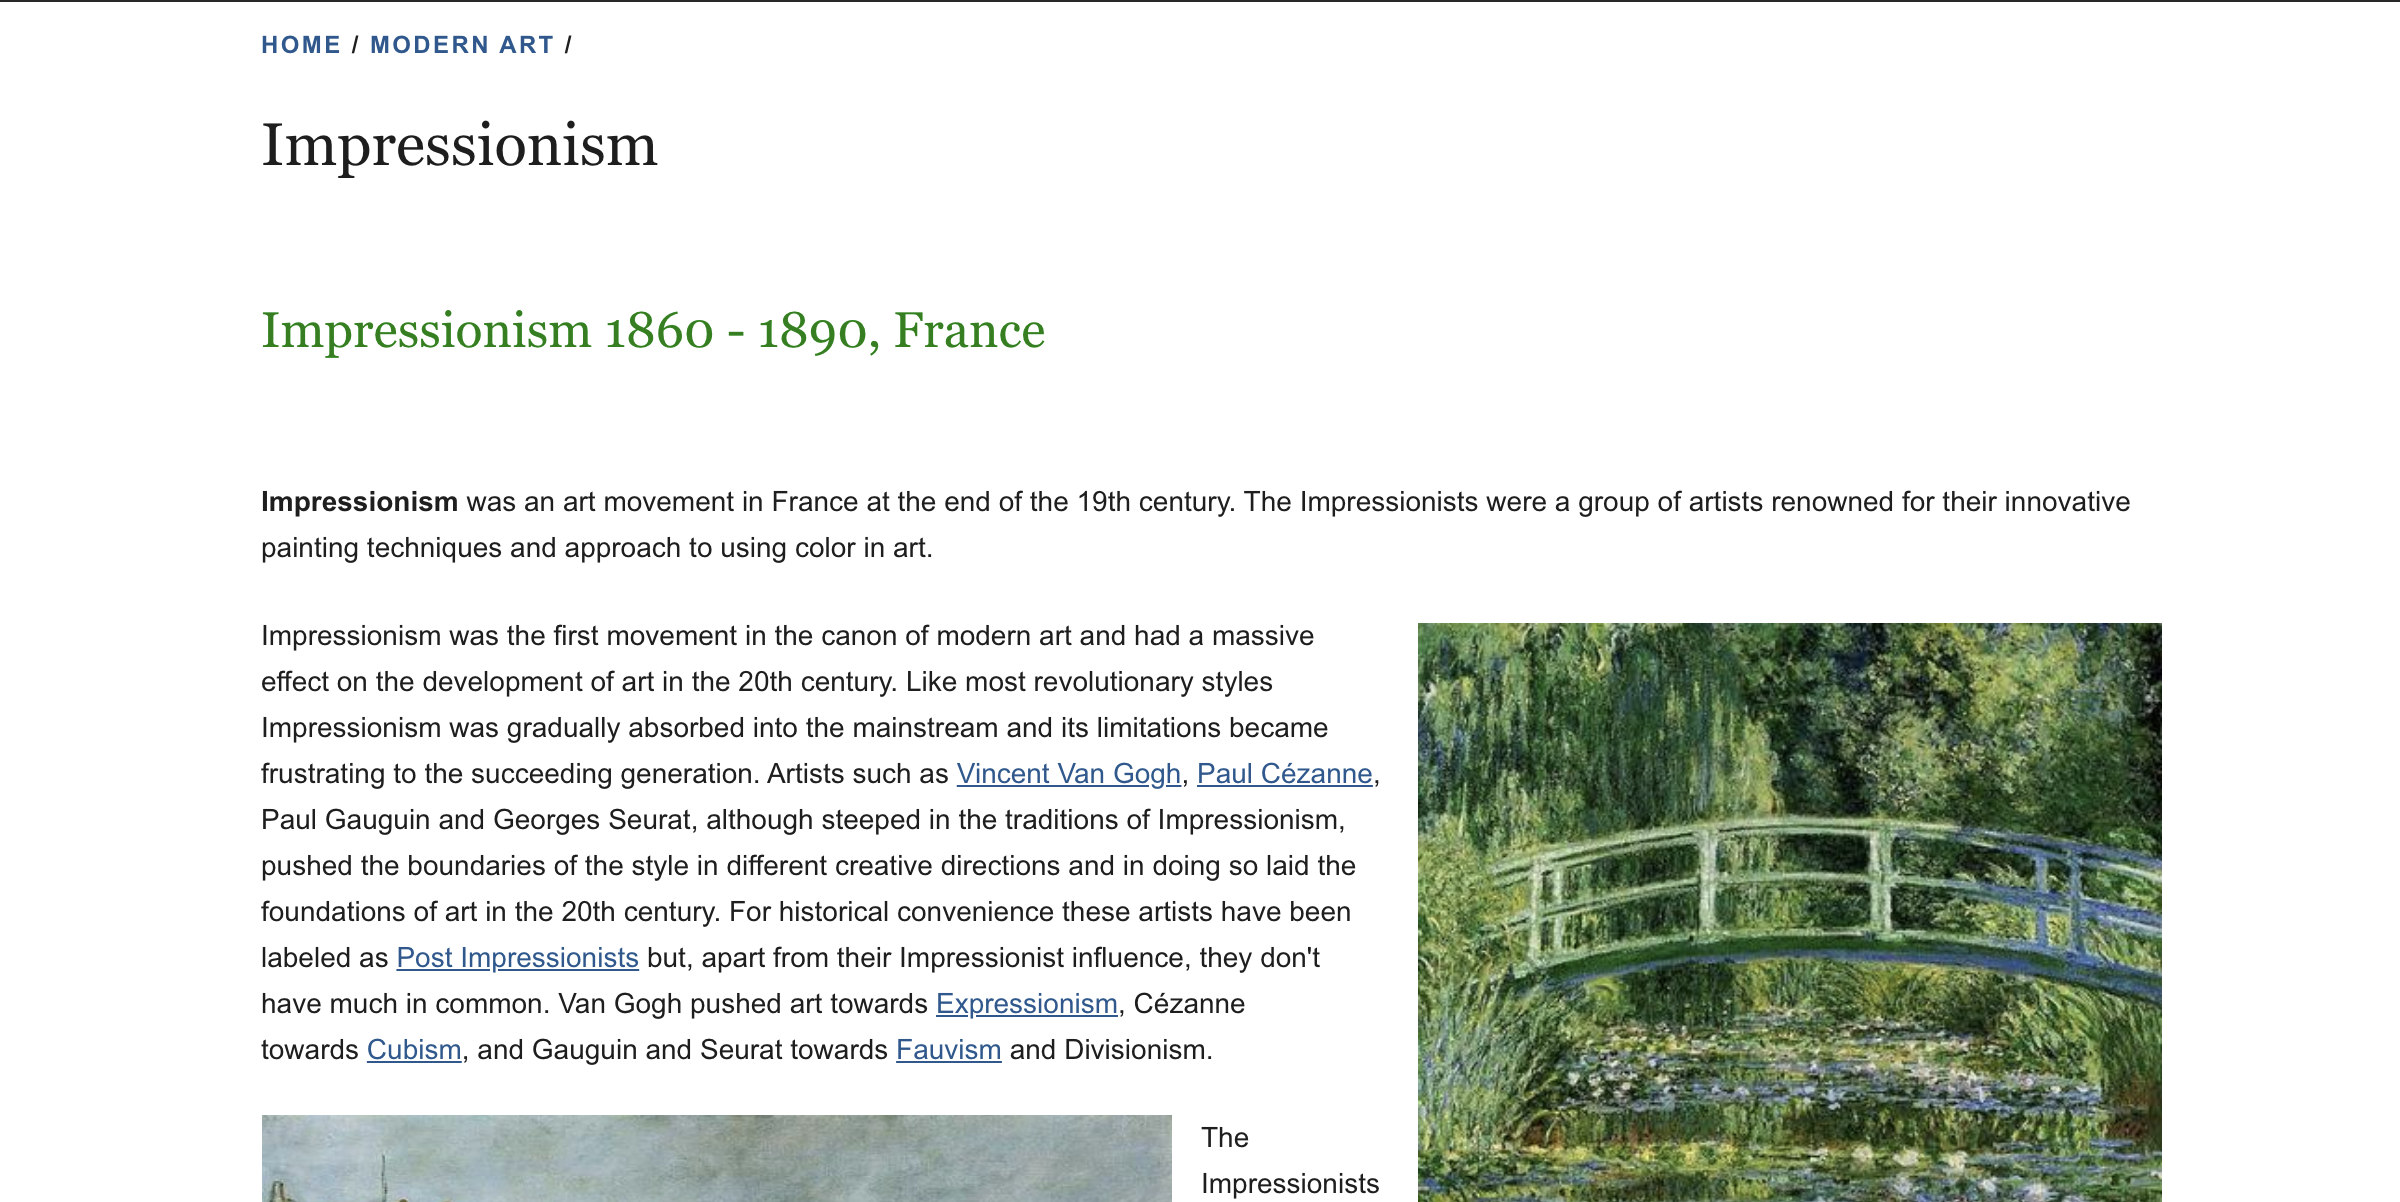 HOME / MODERN ART /
Impressionism
Impressionism 1860 - 1890, France
Impressionism was an art movement in France at the end of the 19th century. The Impressionists were a group of artists renowned for their innovative
painting techniques and approach to using color in art.
Impressionism was the first movement in the canon of modern art and had a massive
effect on the development of art in the 20th century. Like most revolutionary styles
Impressionism was gradually absorbed into the mainstream and its limitations became
frustrating to the succeeding generation. Artists such as Vincent Van Gogh, Paul Cézanne,
Paul Gauguin and Georges Seurat, although steeped in the traditions of Impressionism,
pushed the boundaries of the style in different creative directions and in doing so laid the
foundations of art in the 20th century. For historical convenience these artists have been
labeled as Post Impressionists but, apart from their Impressionist influence, they don't
have much in common. Van Gogh pushed art towards Expressionism, Cézanne
towards Cubism, and Gauguin and Seurat towards Fauvism and Divisionism.
The
Impressionists